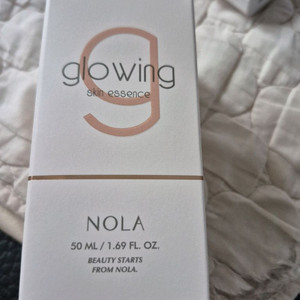 g
glowing
skin essence
NOLA
50 ML / 1.69 FL. OZ.
BEAUTY STARTS
FROM NOLA.